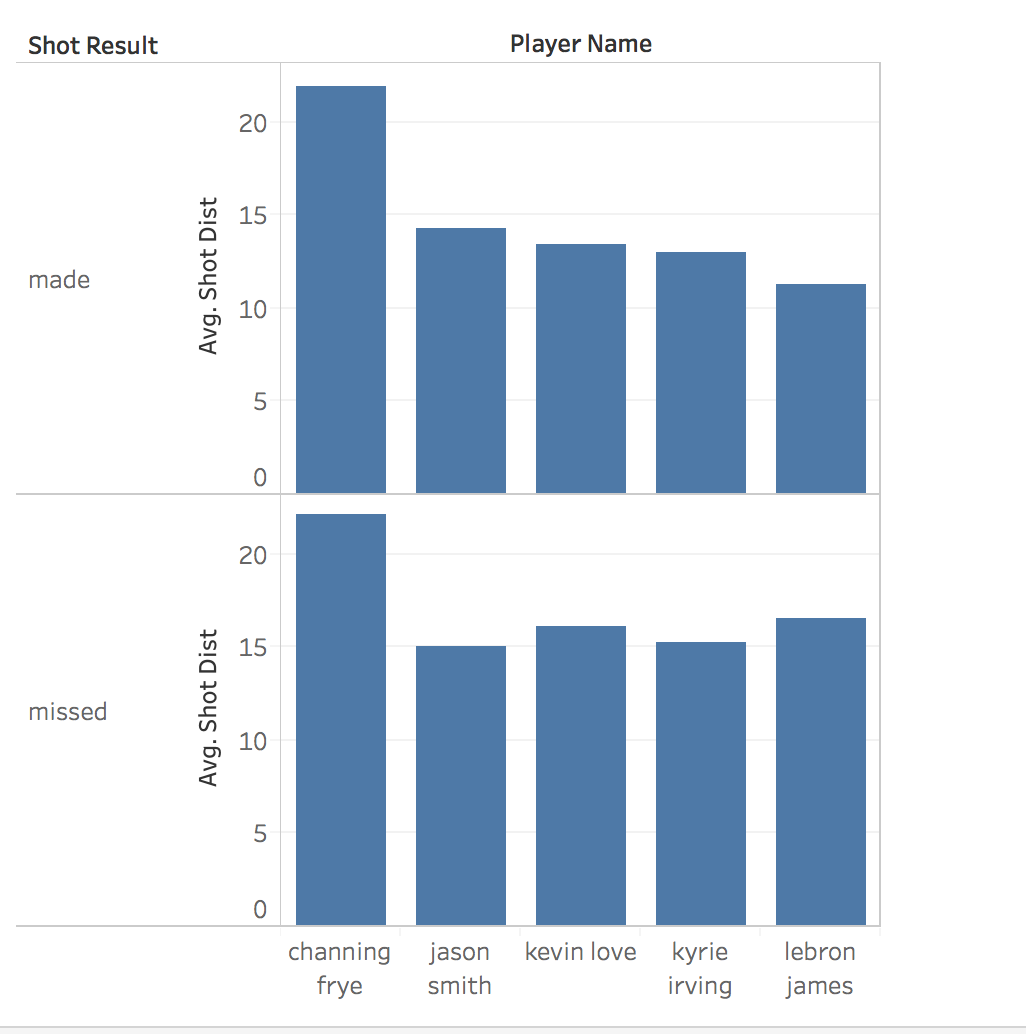 Shot Result
Player Name
made
Avg. Shot Dist
20
15
10
5
0
missed
Avg. Shot Dist
20
15
10
5
0
channing
frye
jason
smith
kevin love
kyrie
irving
lebron
james